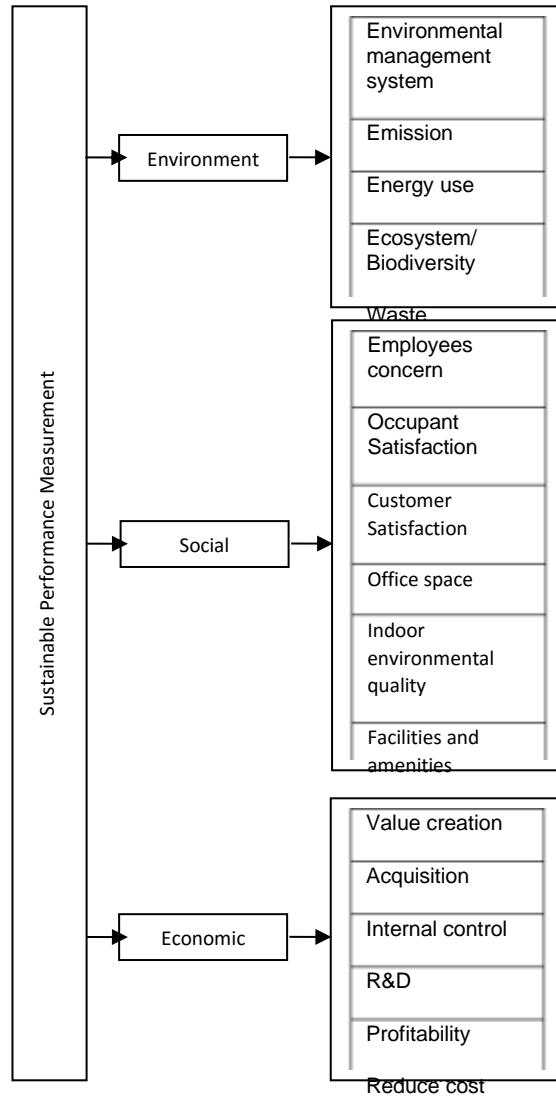 Sustainable Performance Measurement
Environment
Environmental
management
system
Emission
Energy use
Ecosystem/
Biodiversity
Waste
Social
Employees
concern
Occupant
Satisfaction
Customer
Satisfaction
Office space
Indoor
environmental
quality
Facilities and
amenities
Economic
Value creation
Acquisition
Internal control
R&D
Profitability
Reduce cost